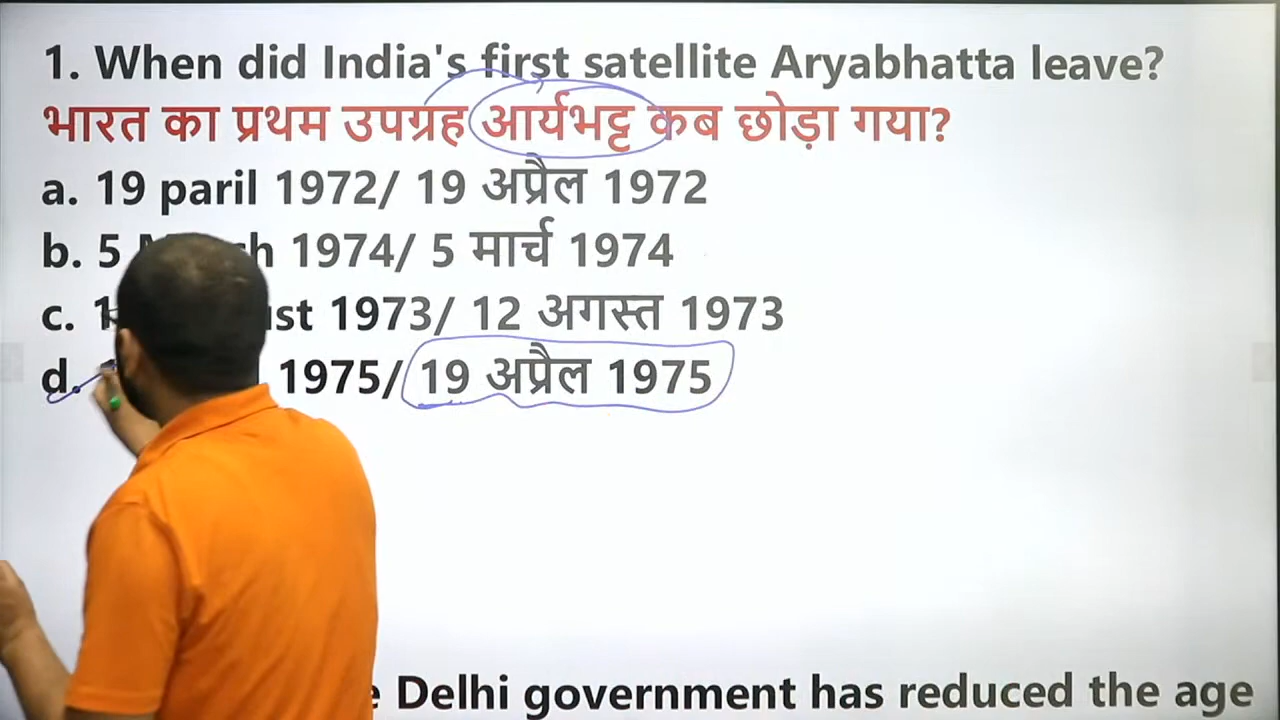 1. When did India's first satellite Aryabhatta leave?
भारत का प्रथम उपग्रह आर्यभट्ट कब छोड़ा गया?
a. 19 paril 1972/ 19 अप्रैल 1972
b. 5 1974/ 5 मार्च 1974
c. 1973/ 12 अगस्त 1973
d. 1975/ 19 अप्रैल 1975
Delhi government has reduced the age